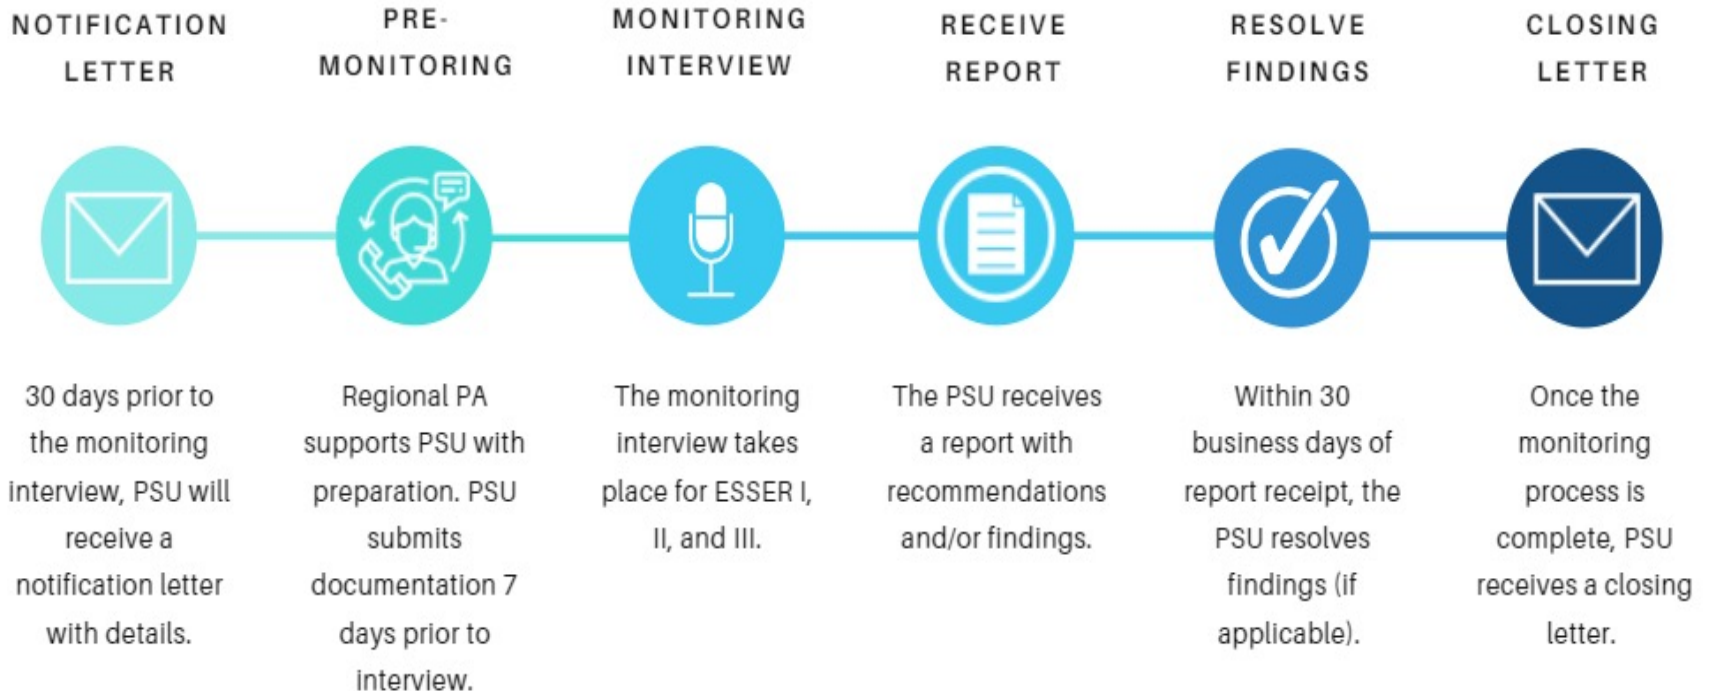 NOTIFICATION
LETTER
30 days prior to
the monitoring
interview, PSU will
receive a
notification letter
with details.
PRE-
MONITORING
Regional PA
supports PSU with
preparation. PSU
submits
documentation 7
days prior to
interview.
MONITORING
INTERVIEW
The monitoring
interview takes
place for ESSER I,
II, and III.
RECEIVE
REPORT
The PSU receives
a report with
recommendations
and/or findings.
RESOLVE
FINDINGS
Within 30
business days of
report receipt, the
PSU resolves
findings (if
applicable).
CLOSING
LETTER
Once the
monitoring
process is
complete, PSU
receives a closing
letter.